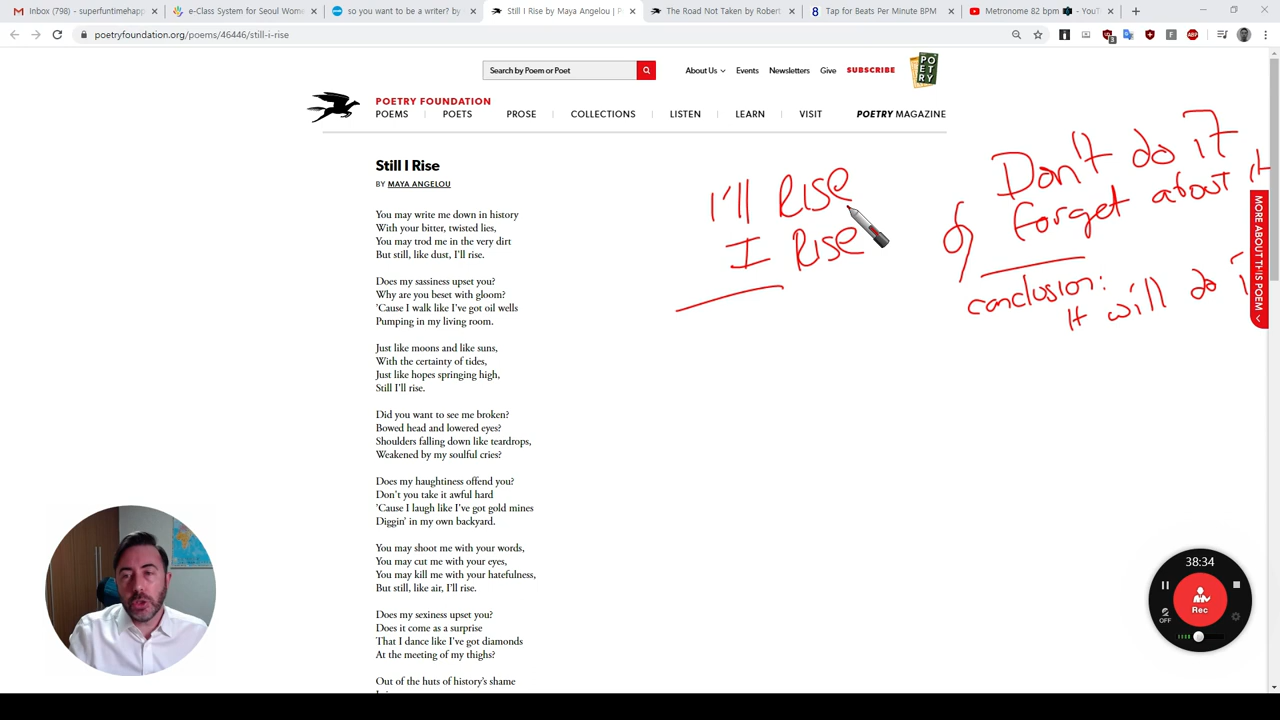 Inbox (798) - superfuntimehapp
e-Class System for Seoul Wome
so you want to be a writer? by
Still I Rise by Maya Angelou | P
The Road Not Taken by Robert
Tap for Beats Per Minute BPM
Metronome 82 bpm
- YouT
poetryfoundation.org/poems/46446/still-i-rise
Search by Poem or Poet
About Us
Events
Newsletters
Give
SUBSCRIBE
POETRY
POETRY FOUNDATION
POEMS
POETS
PROSE
COLLECTIONS
LISTEN
LEARN
VISIT
POETRY MAGAZINE
Still I Rise
BY MAYA ANGELOU
You may write me down in history
With your bitter, twisted lies,
You may trod me in the very dirt
But still, like dust, I'll rise.
Does my sassiness upset you?
Why are you beset with gloom?
'Cause I walk like I've got oil wells
Pumping in my living room.
Just like moons and like suns,
With the certainty of tides,
Just like hopes springing high,
Still I'll rise.
Did you want to see me broken?
Bowed head and lowered eyes?
Shoulders falling down like teardrops,
Weakened by my soulful cries?
Does my haughtiness offend you?
Don't you take it awful hard
'Cause I laugh like I've got gold mines
Diggin' in my own backyard.
You may shoot me with your words,
You may cut me with your eyes,
You may kill me with your hatefulness,
But still, like air, I'll rise.
Does my sexiness upset you?
Does it come as a surprise
That I dance like I've got diamonds
At the meeting of my thighs?
Out of the huts of history's shame
I'll Rise
I Rise
Don't do it
forget about it
conclusion:
It will do
MORE ABOUT THIS POEM
38:34
Rec
OFF